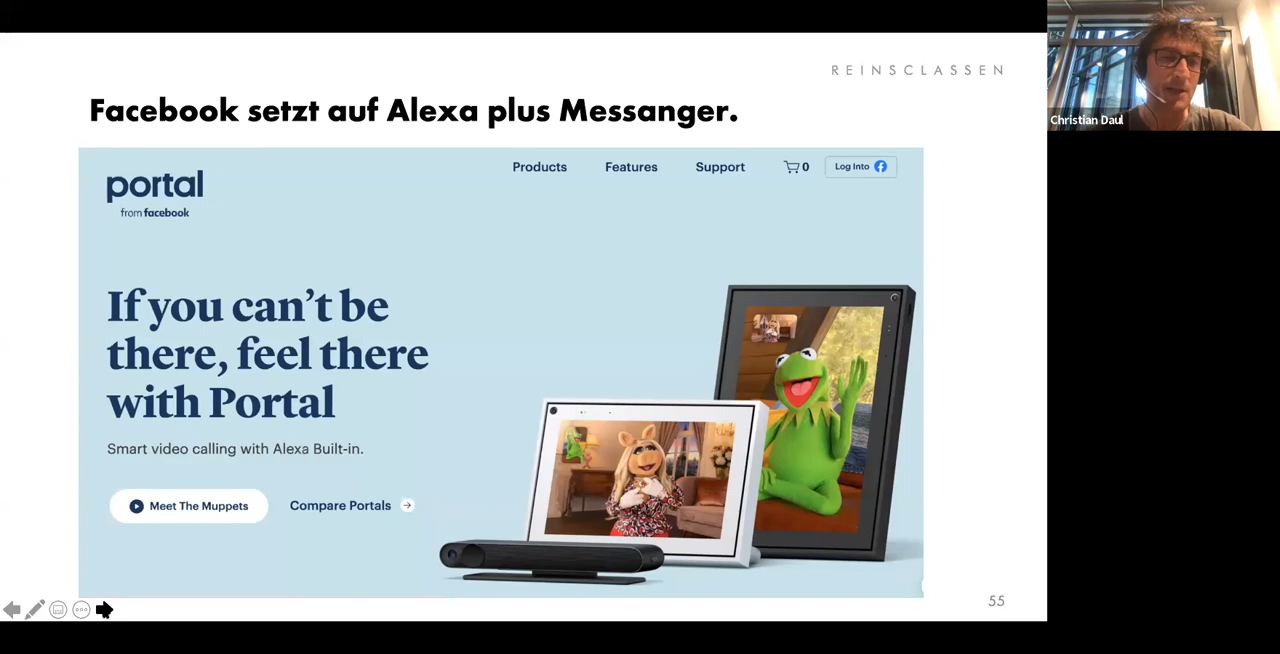 REINSCLASSEN
Christian Daul
Facebook setzt auf Alexa plus Messanger.
portal
from facebook
Products Features Support 0 Log Into
If you can’t be
there, feel there
with Portal
Smart video calling with Alexa Built-in.
Meet The Muppets Compare Portals
55